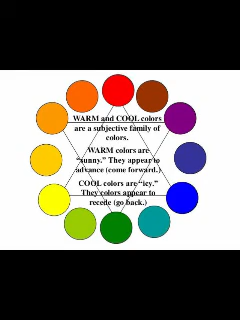 WARM and COOL colors
are a subjective family of
colors.
WARM colors are
“sunny.” They appear to
advance (come forward.)
COOL colors are “icy.”
They colors appear to
recede (go back.)